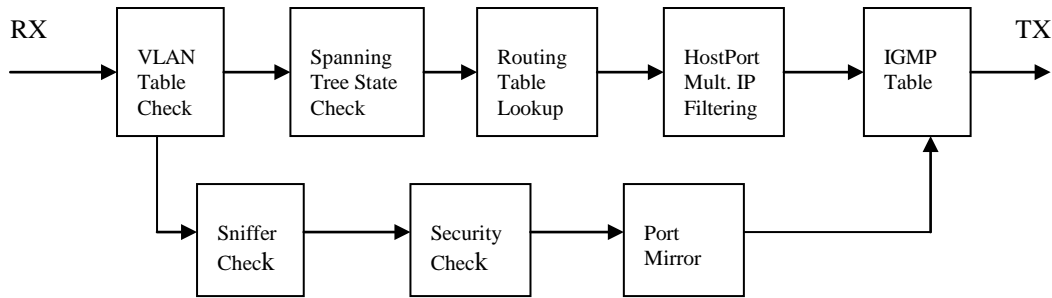 RX
VLAN
Table
Check
Spanning
Tree State
Check
Routing
Table
Lookup
HostPort
Mult. IP
Filtering
IGMP
Table
TX
Sniffer
Check
Security
Check
Port
Mirror